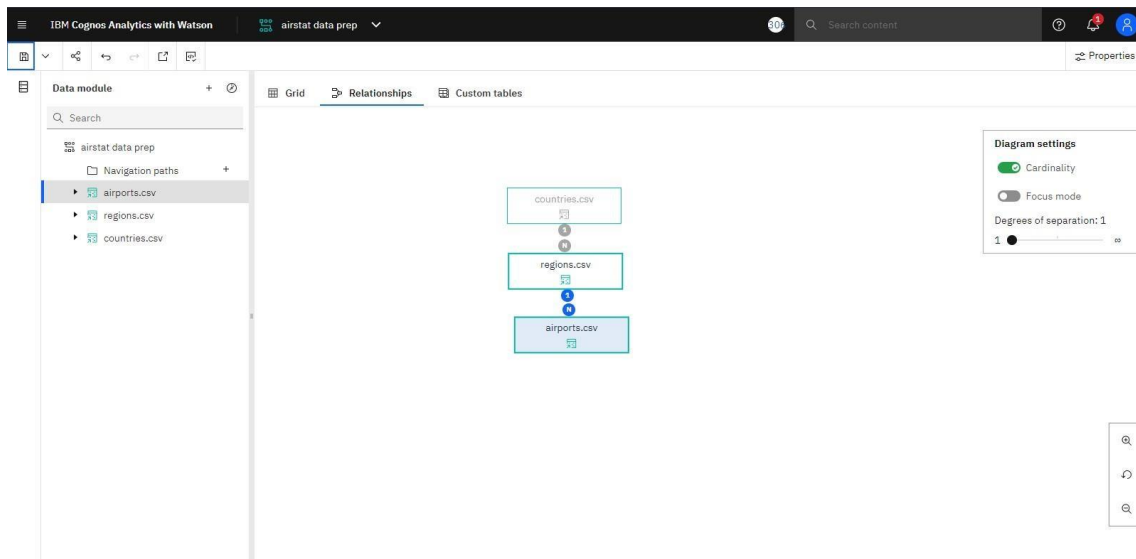 IBM Cognos Analytics with Watson
airstat data prep
Search content
1
Properties
Data module
Search
airstat data prep
Navigation paths
airports.csv
regions.csv
countries.csv
Grid
Relationships
Custom tables
countries.csv
1
N
regions.csv
1
N
airports.csv
Diagram settings
Cardinality
Focus mode
Degrees of separation: 1
1 ∞